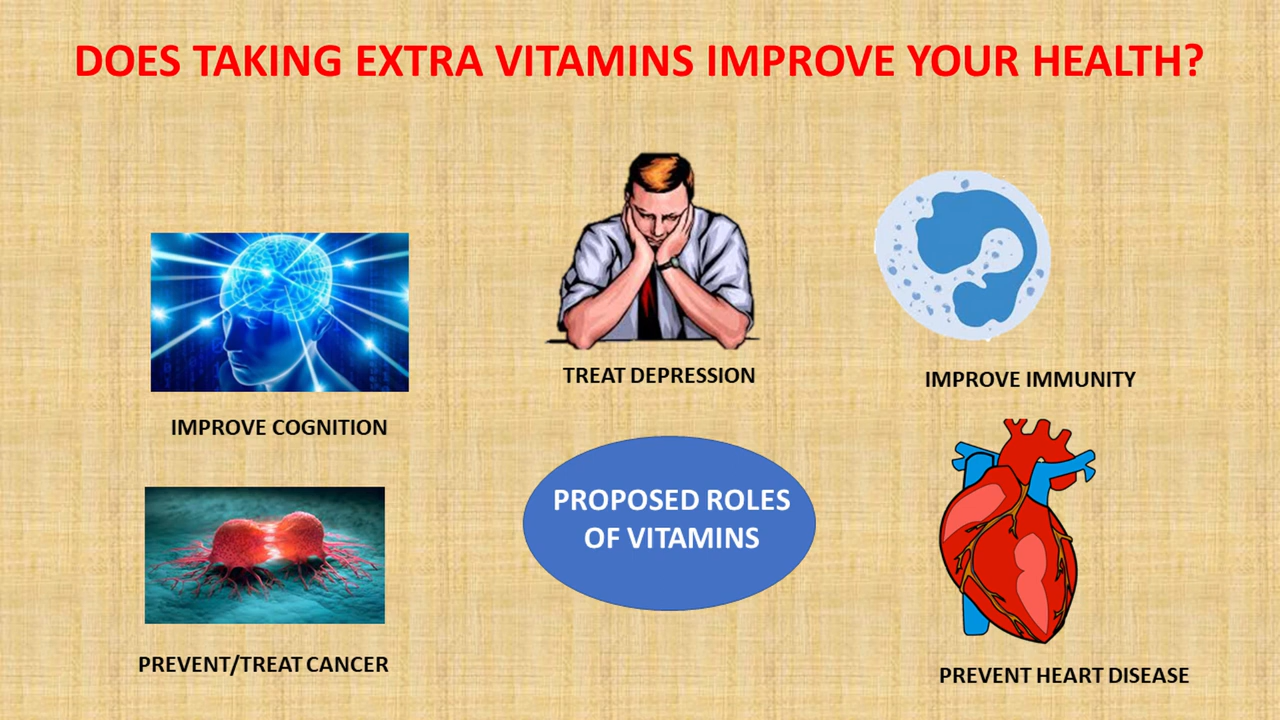 DOES TAKING EXTRA VITAMINS IMPROVE YOUR HEALTH?
TREAT DEPRESSION
IMPROVE IMMUNITY
IMPROVE COGNITION
PROPOSED ROLES
OF VITAMINS
PREVENT/TREAT CANCER
PREVENT HEART DISEASE